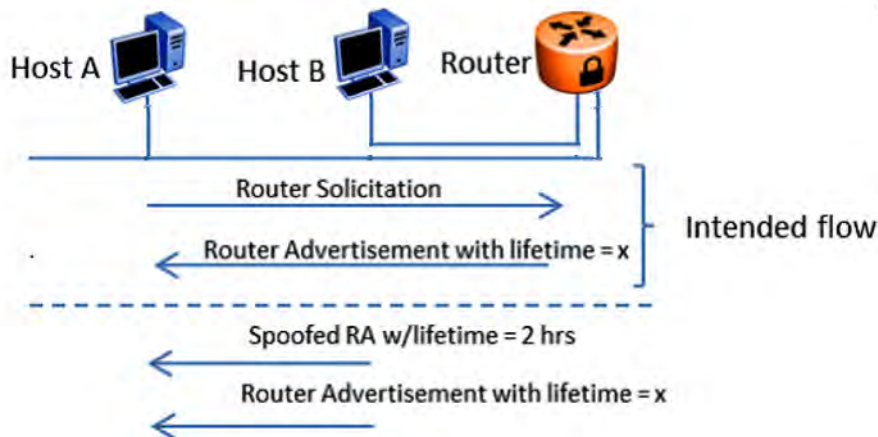 Host A
Host B
Router
Router Solicitation
Router Advertisement with lifetime = x
Intended flow
Spoofed RA w/lifetime = 2 hrs
Router Advertisement with lifetime = x